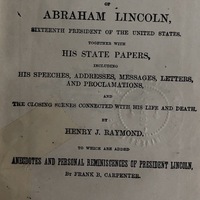 OF
ABRAHAM LINCOLN,
SIXTEENTH PRESIDENT OF THE UNITED STATES.
TOGETHER WITH
HIS STATE PAPERS,
INCLUDING
HIS SPEECHES, ADDRESSES, MESSAGES, LETTERS,
AND PROCLAMATIONS,
AND
THE CLOSING SCENES CONNECTED WITH HIS LIFE AND DEATH.
BY
HENRY J. RAYMOND.
TO WHICH ARE ADDED
ANECDOTES AND PERSONAL REMINISCENCES OF PRESIDENT LINCOLN,
BY FRANK B. CARPENTER.